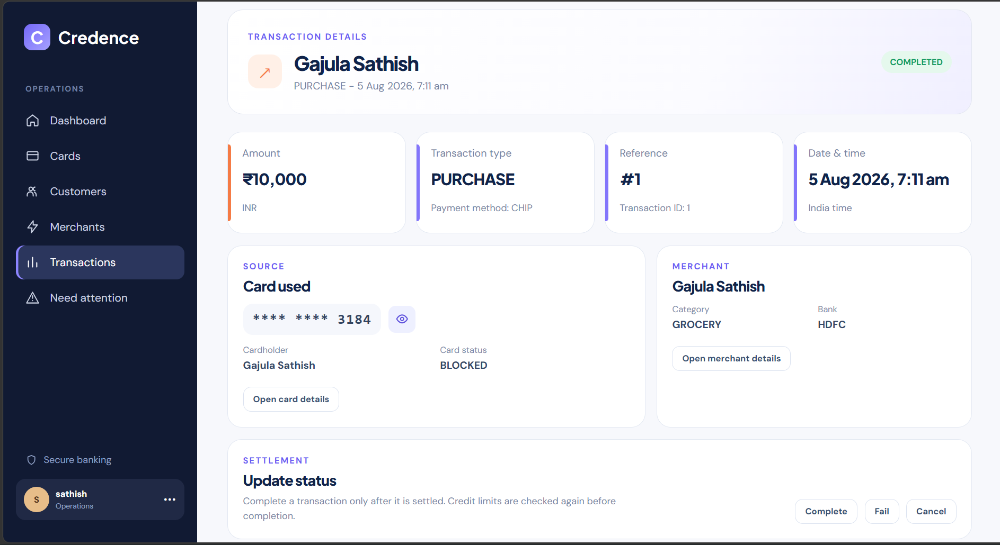 C Credence
OPERATIONS
Dashboard
Cards
Customers
Merchants
Transactions
Need attention
Secure banking
S
sathish
Operations
TRANSACTION DETAILS
Gajula Sathish
PURCHASE - 5 Aug 2026, 7:11 am
COMPLETED
Amount
₹10,000
INR
Transaction type
PURCHASE
Payment method: CHIP
Reference
#1
Transaction ID: 1
Date & time
5 Aug 2026, 7:11 am
India time
SOURCE
Card used
**** **** 3184
Cardholder
Gajula Sathish
Card status
BLOCKED
Open card details
MERCHANT
Gajula Sathish
Category
GROCERY
Bank
HDFC
Open merchant details
SETTLEMENT
Update status
Complete a transaction only after it is settled. Credit limits are checked again before
completion.
Complete
Fail
Cancel